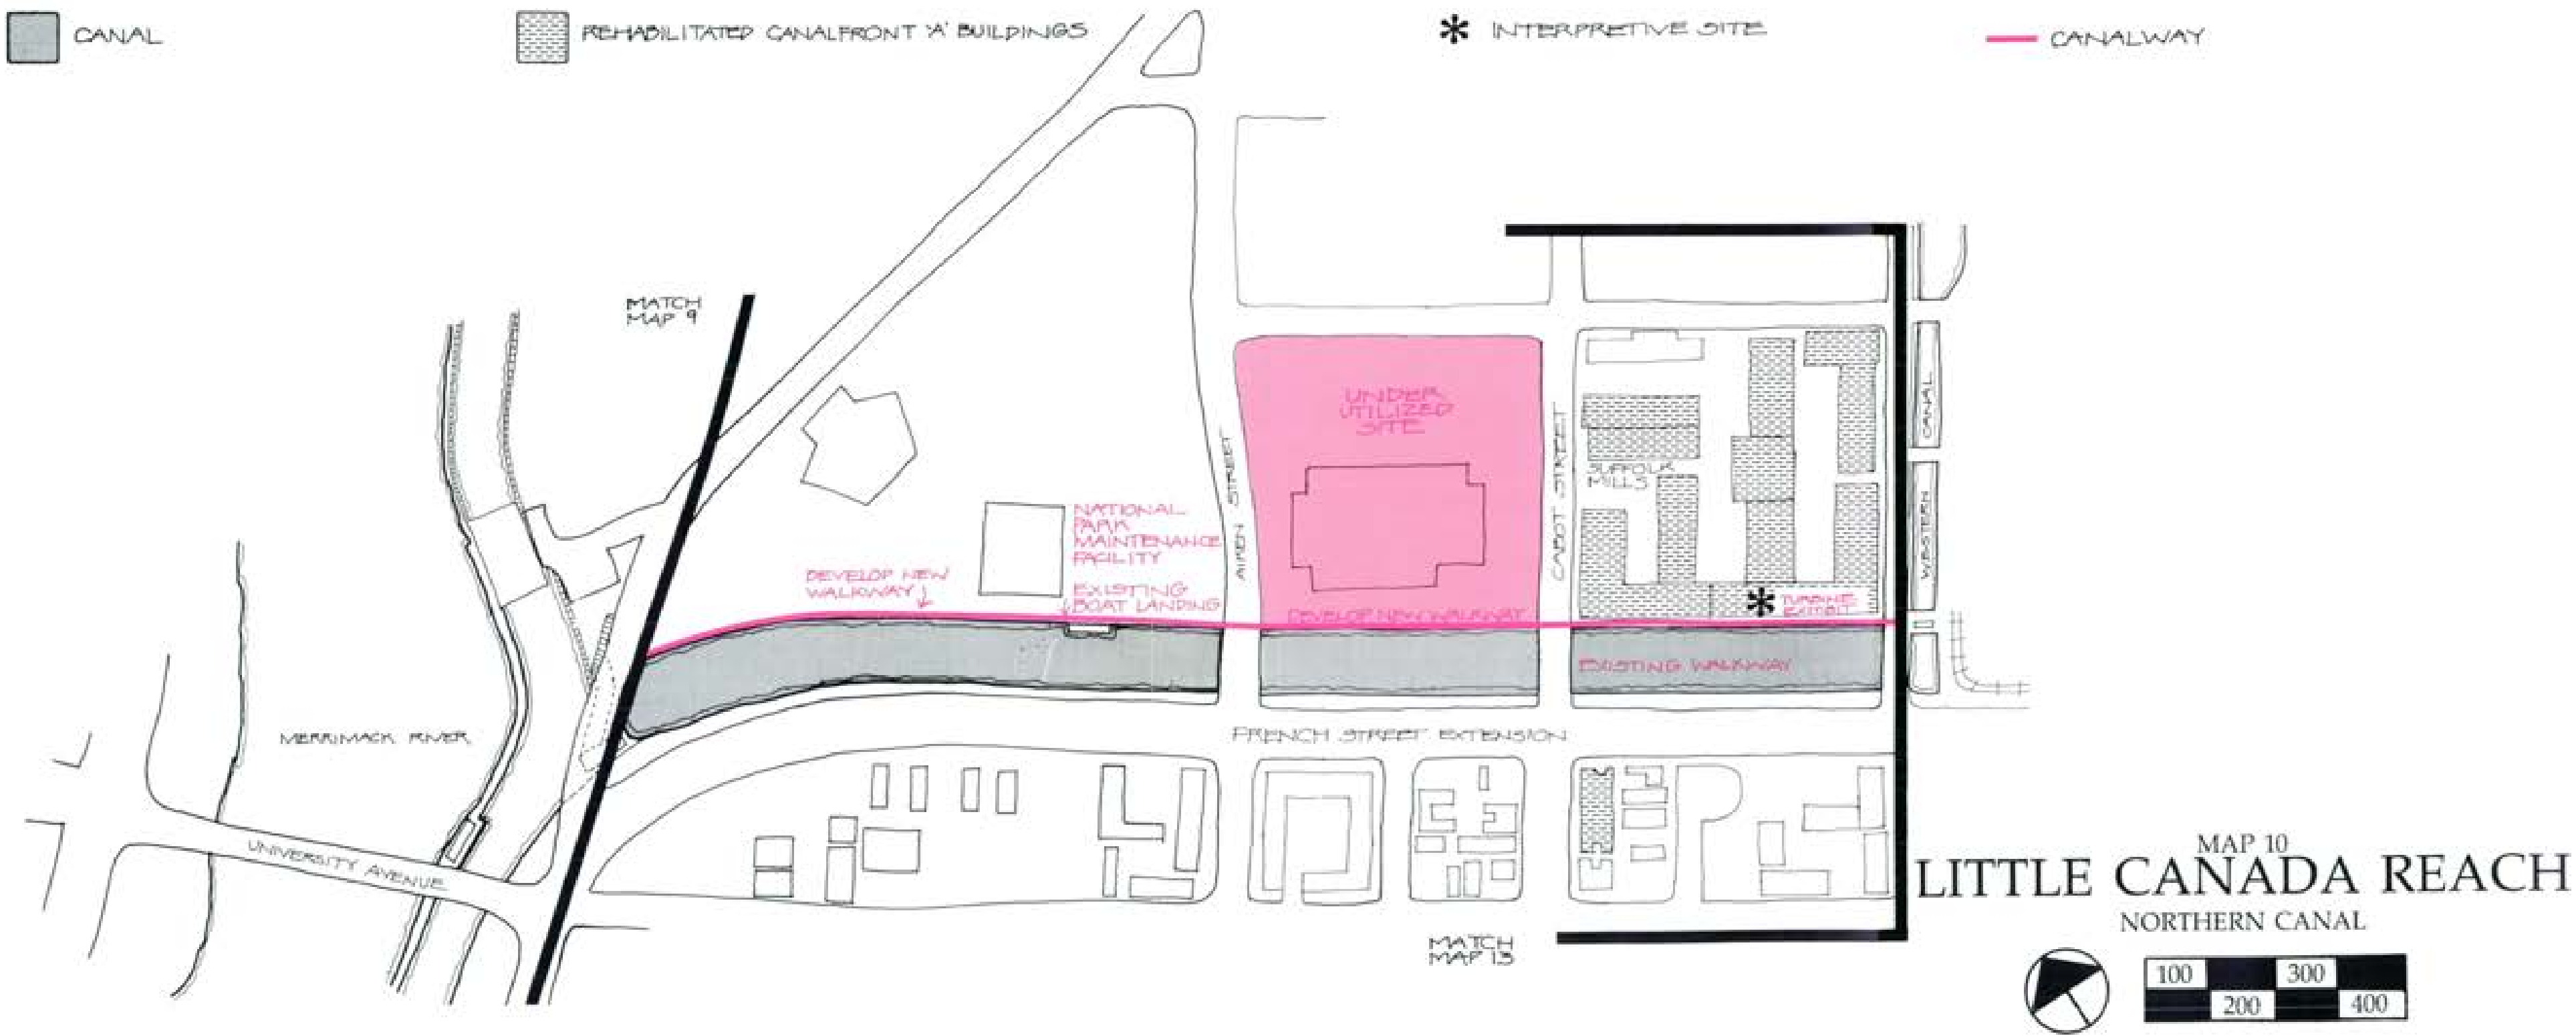 CANAL
REHABILITATED CANALFRONT 'A' BUILDINGS
INTERPRETIVE SITE
CANALWAY
MATCH
MAP 9
UNDER
UTILIZED
SITE
AIKEN STREET
CABOT STREET
SUFFOLK
MILLS
CANAL
WESTERN
NATIONAL
PARK
MAINTENANCE
FACILITY
DEVELOP NEW
WALKWAY
EXISTING
BOAT LANDING
DEVELOP NEW WALKWAY
TURBINE
EXHIBIT
EXISTING WALKWAY
MERRIMACK RIVER
FRENCH STREET EXTENSION
UNIVERSITY AVENUE
MATCH
MAP 13
MAP 10
LITTLE CANADA REACH
NORTHERN CANAL
100 300
200 400